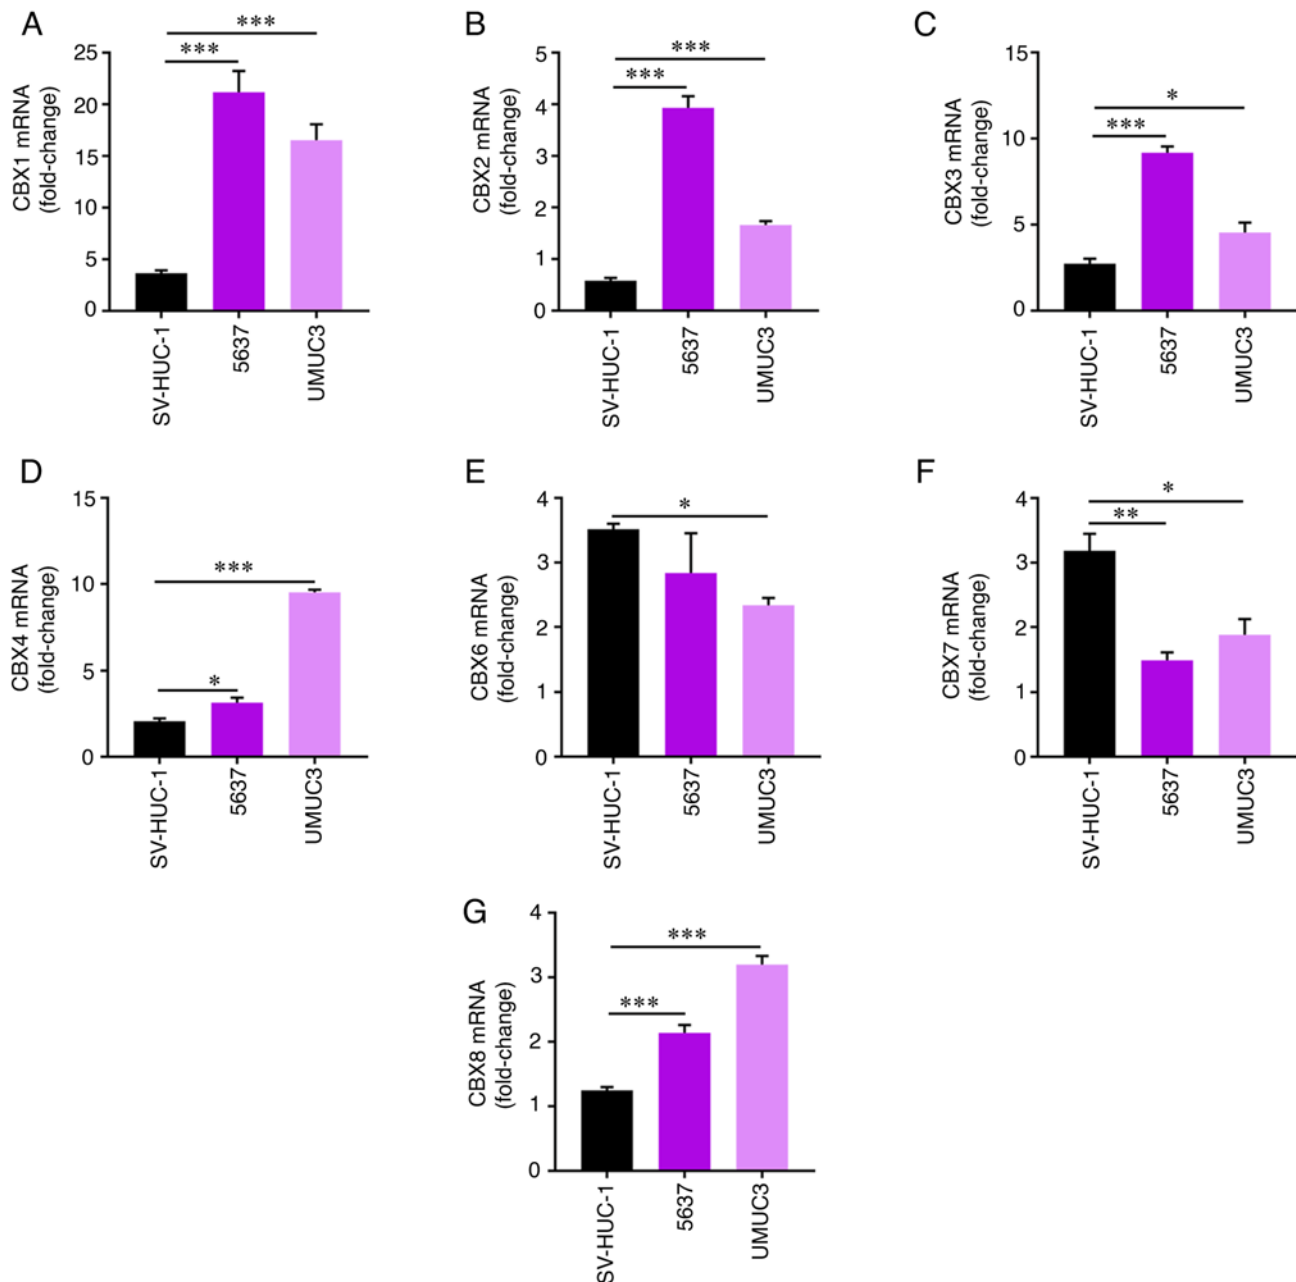 A
CBX1 mRNA
(fold-change)
25
20
15
10
5
0
***
***
SV-HUC-1
5637
UMUC3
B
CBX2 mRNA
(fold-change)
5
4
3
2
1
0
***
***
SV-HUC-1
5637
UMUC3
C
CBX3 mRNA
(fold-change)
15
10
5
0
*
***
SV-HUC-1
5637
UMUC3
D
CBX4 mRNA
(fold-change)
15
10
5
0
***
*
SV-HUC-1
5637
UMUC3
E
CBX6 mRNA
(fold-change)
4
3
2
1
0
*
SV-HUC-1
5637
UMUC3
F
CBX7 mRNA
(fold-change)
4
3
2
1
0
*
**
SV-HUC-1
5637
UMUC3
G
CBX8 mRNA
(fold-change)
4
3
2
1
0
***
***
SV-HUC-1
5637
UMUC3